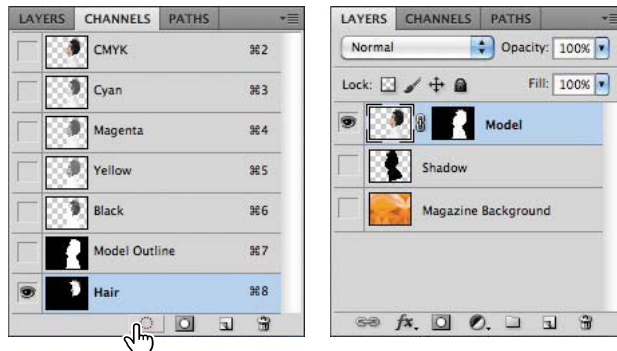 LAYERS CHANNELS PATHS
CMYK ⌘2
Cyan ⌘3
Magenta ⌘4
Yellow ⌘5
Black ⌘6
Model Outline ⌘7
Hair ⌘8
LAYERS CHANNELS PATHS
Normal Opacity: 100%
Lock: Fill: 100%
Model
Shadow
Magazine Background
fx.